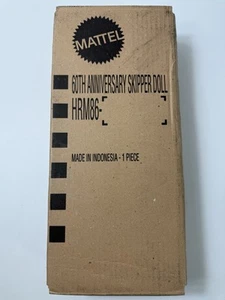 MATTEL
60TH ANNIVERSARY SKIPPER DOLL
HRM86-
MADE IN INDONESIA - 1 PIECE